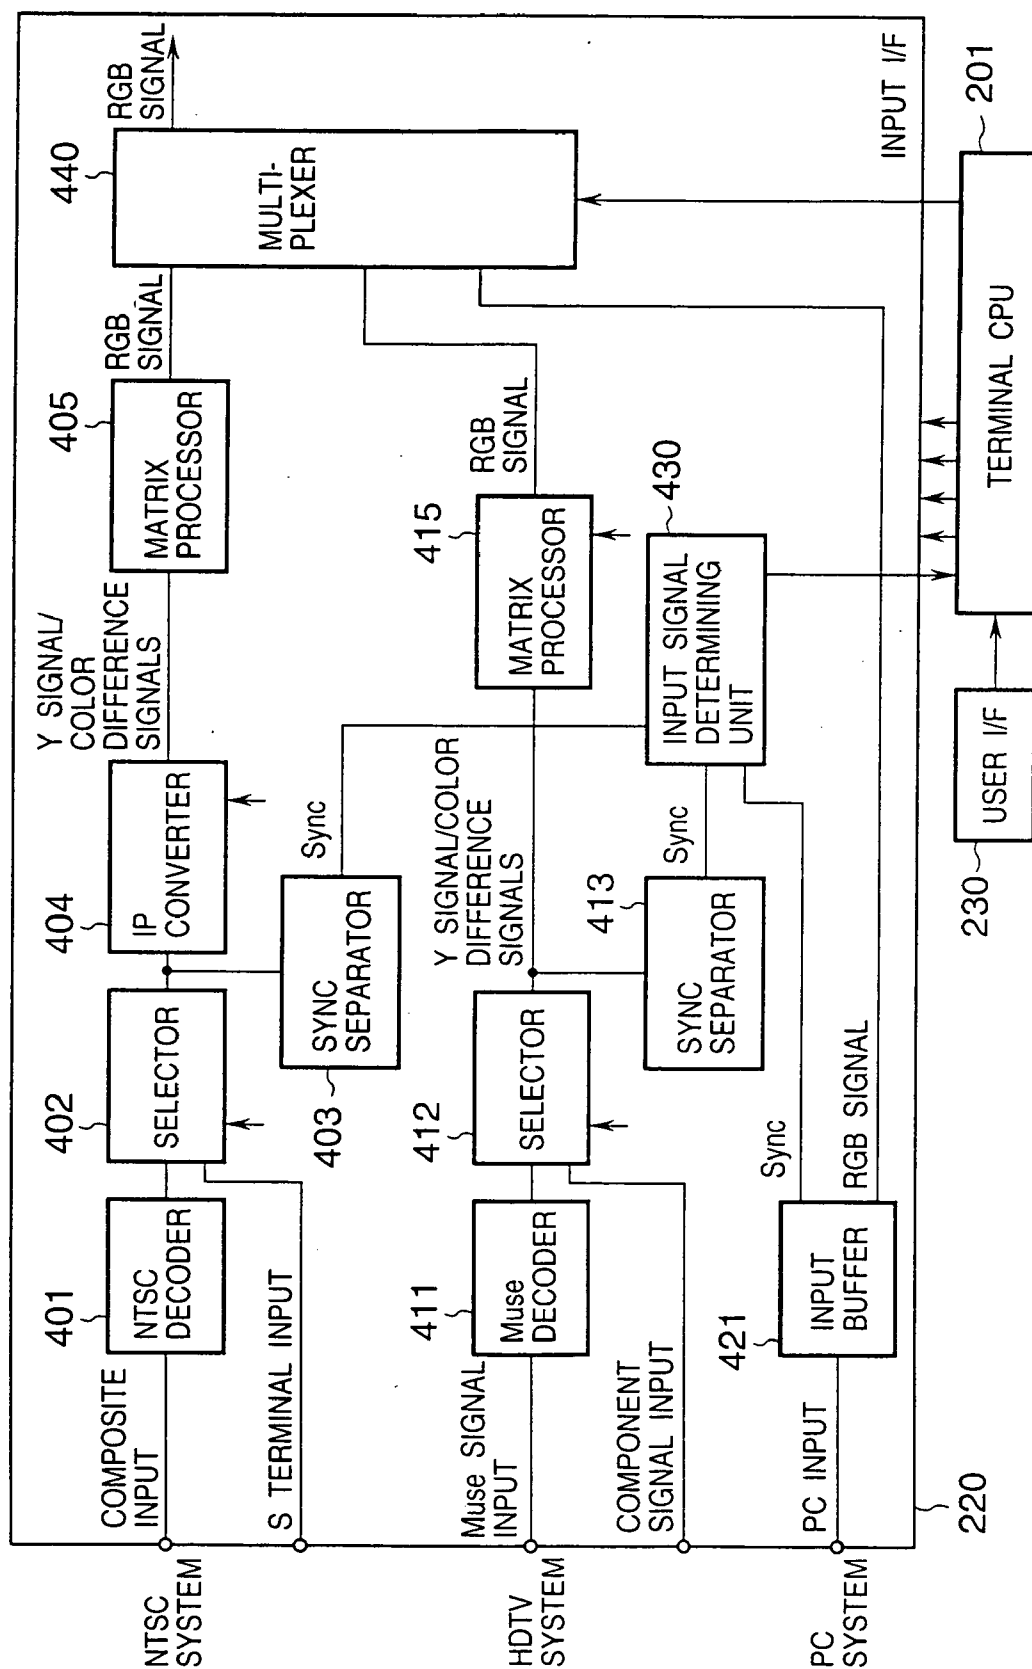 NTSC
SYSTEM
COMPOSITE
INPUT
401
NTSC
DECODER
402
SELECTOR
404
IP
CONVERTER
Y SIGNAL/
COLOR
DIFFERENCE
SIGNALS
405
MATRIX
PROCESSOR
RGB
SIGNAL
440
MULTI-
PLEXER
RGB
SIGNAL
S TERMINAL INPUT
403
SYNC
SEPARATOR
Sync
HDTV
SYSTEM
Muse SIGNAL
INPUT
411
Muse
DECODER
412
SELECTOR
Y SIGNAL/COLOR
DIFFERENCE
SIGNALS
415
MATRIX
PROCESSOR
RGB
SIGNAL
COMPONENT
SIGNAL INPUT
413
SYNC
SEPARATOR
Sync
430
INPUT SIGNAL
DETERMINING
UNIT
PC
SYSTEM
PC INPUT
421
INPUT
BUFFER
Sync
RGB SIGNAL
INPUT I/F
220
230
USER I/F
TERMINAL CPU
201